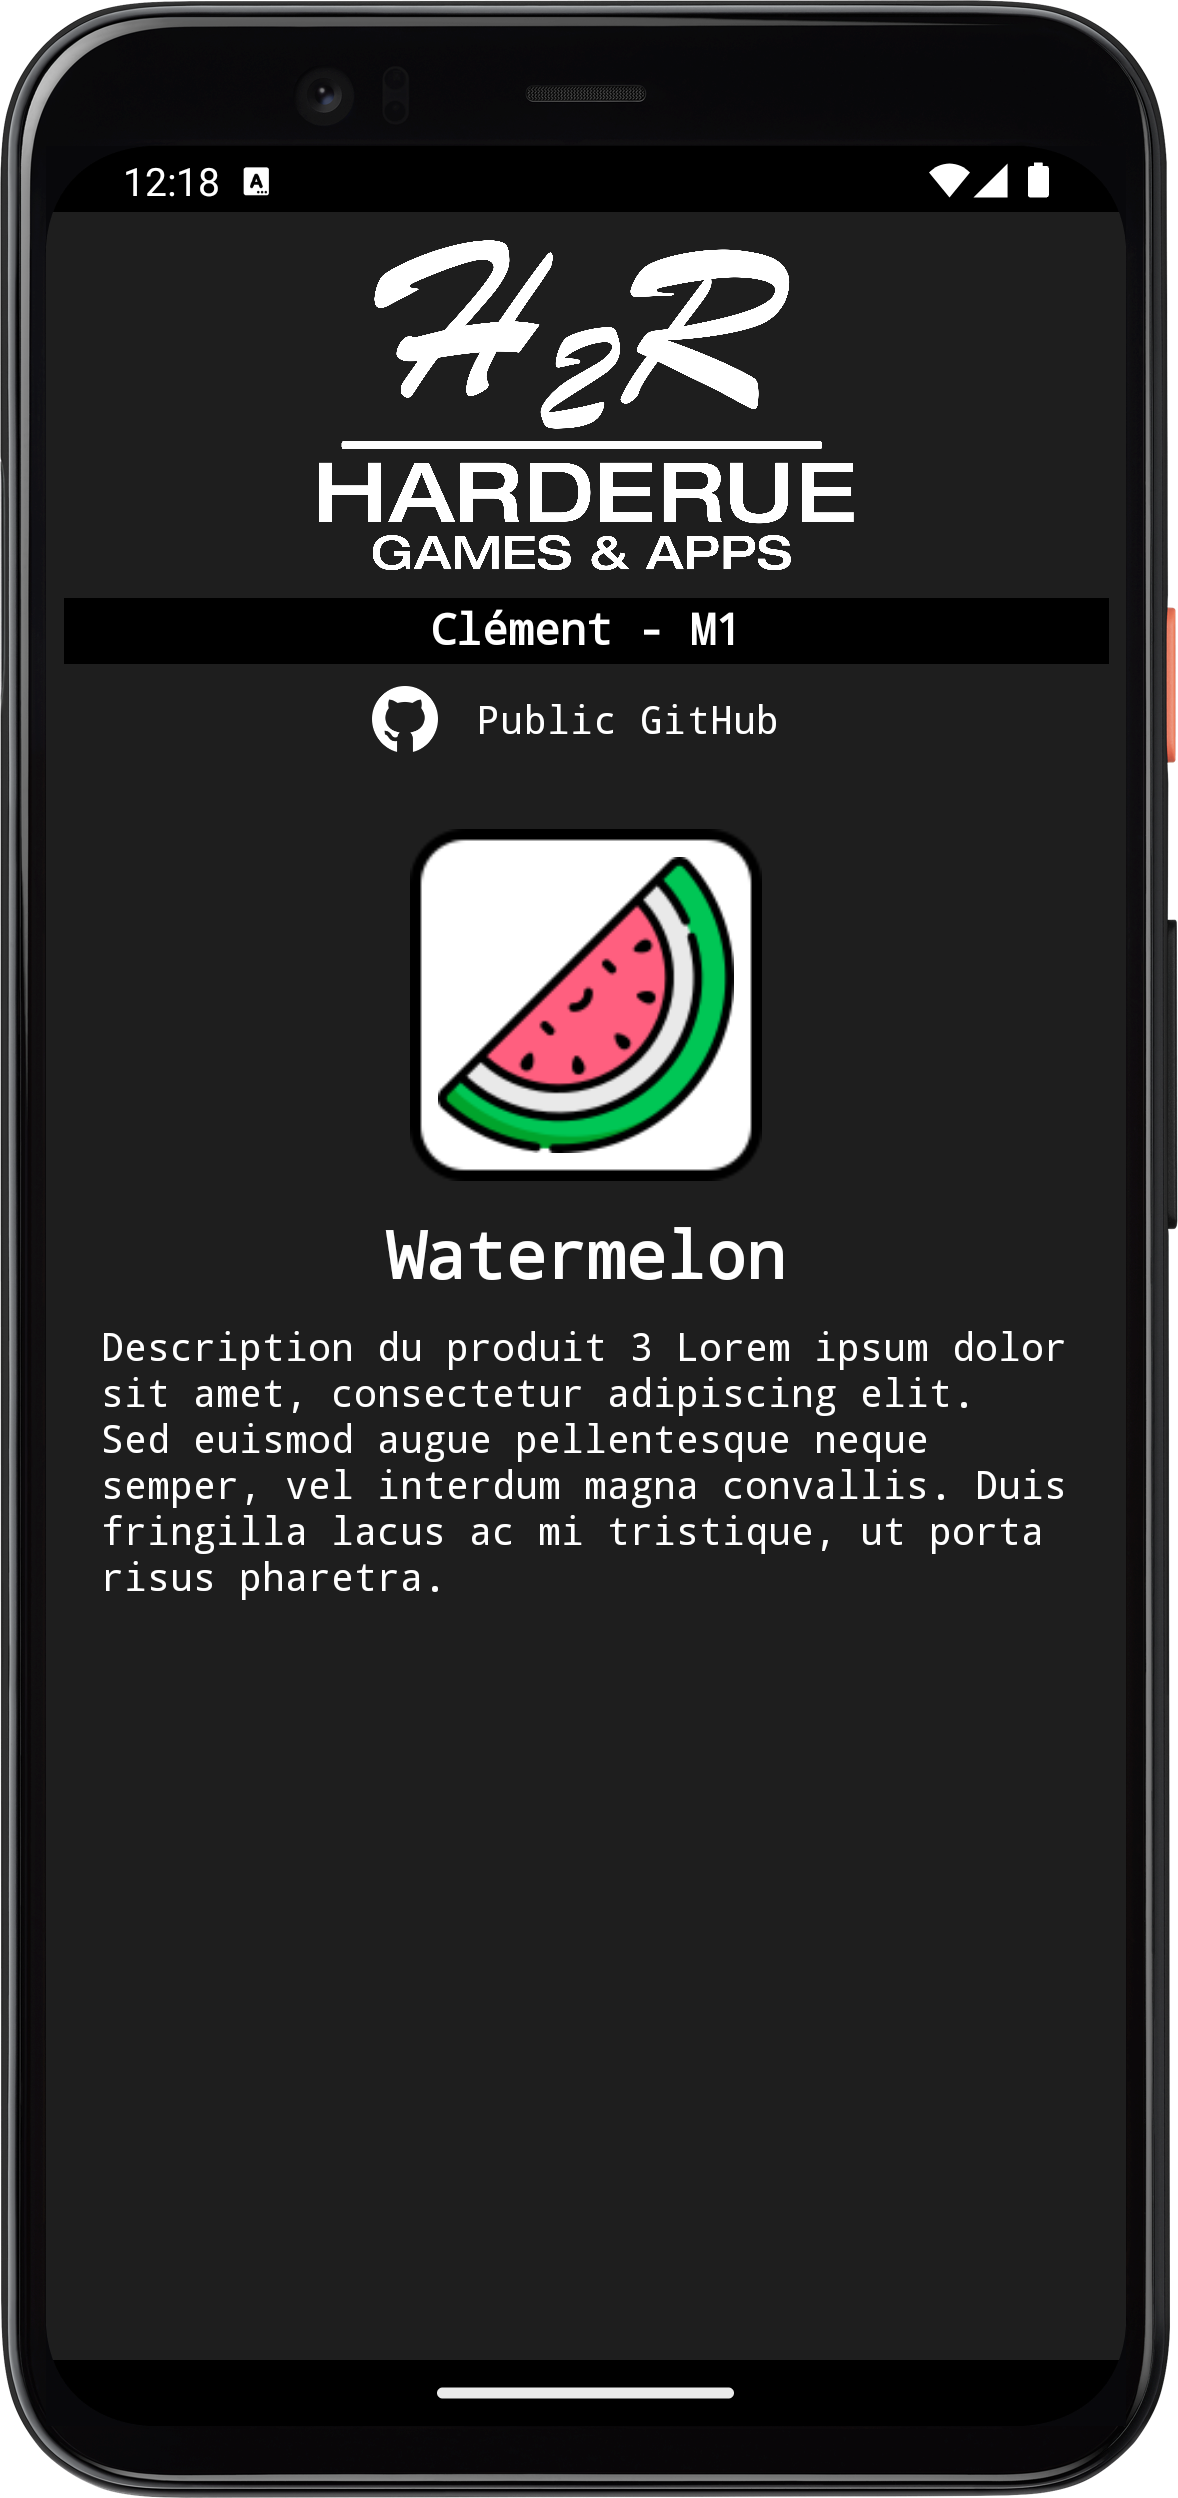 12:18
H2R
HARDERUE
GAMES & APPS
Clément - M1
Public GitHub
Watermelon
Description du produit 3 Lorem ipsum dolor
sit amet, consectetur adipiscing elit.
Sed euismod augue pellentesque neque
semper, vel interdum magna convallis. Duis
fringilla lacus ac mi tristique, ut porta
risus pharetra.